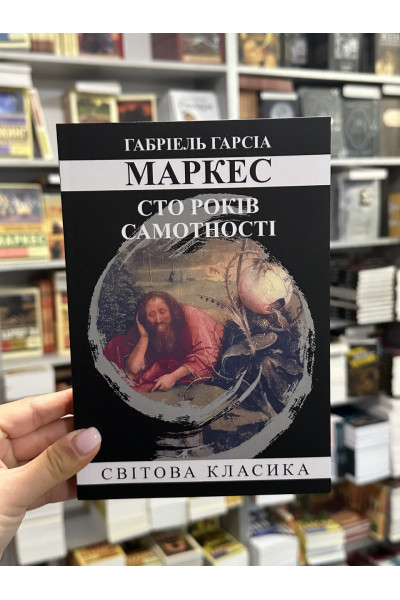 ГАБРІЕЛЬ ГАРСІА
МАРКЕС
СТО РОКІВ
САМОТНОСТІ
СВІТОВА КЛАСИКА